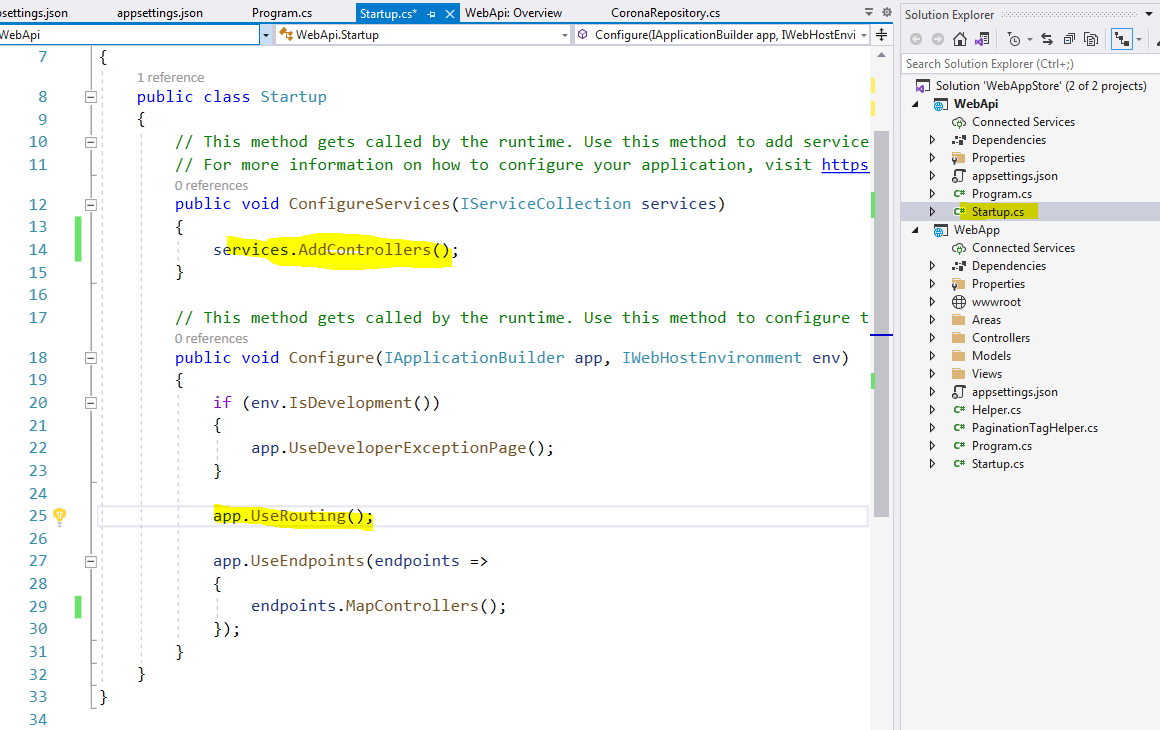 settings.json appsettings.json Program.cs Startup.cs* WebApi: Overview CoronaRepository.cs
WebApi WebApi.Startup Configure(IApplicationBuilder app, IWebHostEnvi
7 {
1 reference
8 public class Startup
9 {
10 // This method gets called by the runtime. Use this method to add service
11 // For more information on how to configure your application, visit https
0 references
12 public void ConfigureServices(IServiceCollection services)
13 {
14 services.AddControllers();
15 }
16
17 // This method gets called by the runtime. Use this method to configure t
0 references
18 public void Configure(IApplicationBuilder app, IWebHostEnvironment env)
19 {
20 if (env.IsDevelopment())
21 {
22 app.UseDeveloperExceptionPage();
23 }
24
25 app.UseRouting();
26
27 app.UseEndpoints(endpoints =>
28 {
29 endpoints.MapControllers();
30 });
31 }
32 }
33 }
34
Solution Explorer
Search Solution Explorer (Ctrl+;)
Solution 'WebAppStore' (2 of 2 projects)
WebApi
Connected Services
Dependencies
Properties
appsettings.json
C# Program.cs
C# Startup.cs
WebApp
Connected Services
Dependencies
Properties
wwwroot
Areas
Controllers
Models
Views
appsettings.json
C# Helper.cs
C# PaginationTagHelper.cs
C# Program.cs
C# Startup.cs